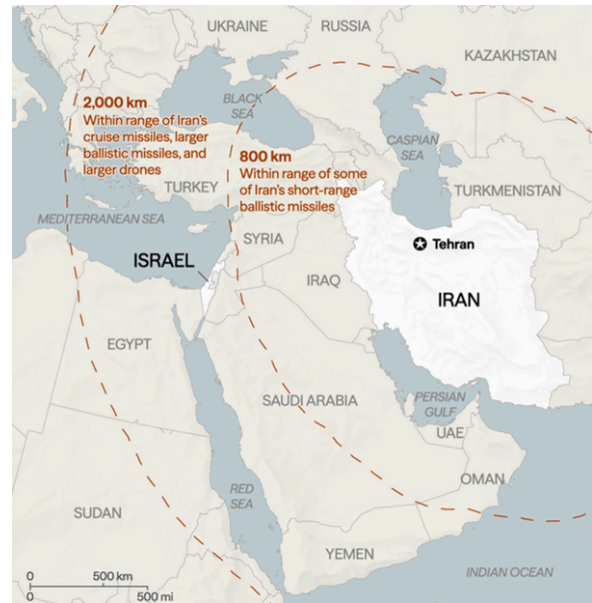 UKRAINE
RUSSIA
KAZAKHSTAN
2,000 km
Within range of Iran's
cruise missiles, larger
ballistic missiles, and
larger drones
BLACK
SEA
800 km
Within range of some
of Iran's short-range
ballistic missiles
CASPIAN
SEA
TURKEY
TURKMENISTAN
MEDITERRANEAN SEA
SYRIA
Tehran
ISRAEL
IRAQ
IRAN
EGYPT
SAUDI ARABIA
PERSIAN
GULF
UAE
OMAN
RED
SEA
SUDAN
YEMEN
INDIAN OCEAN
0 500 km
0 500 mi